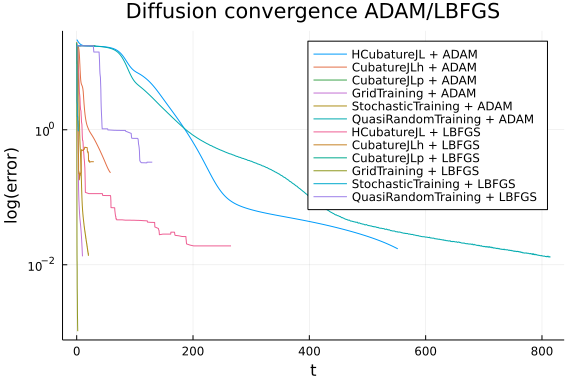 Diffusion convergence ADAM/LBFGS
HCubatureJL + ADAM
CubatureJLh + ADAM
CubatureJLp + ADAM
GridTraining + ADAM
StochasticTraining + ADAM
QuasiRandomTraining + ADAM
HCubatureJL + LBFGS
CubatureJLh + LBFGS
CubatureJLp + LBFGS
GridTraining + LBFGS
StochasticTraining + LBFGS
QuasiRandomTraining + LBFGS
log(error)
10⁰
10⁻²
0 200 400 600 800
t